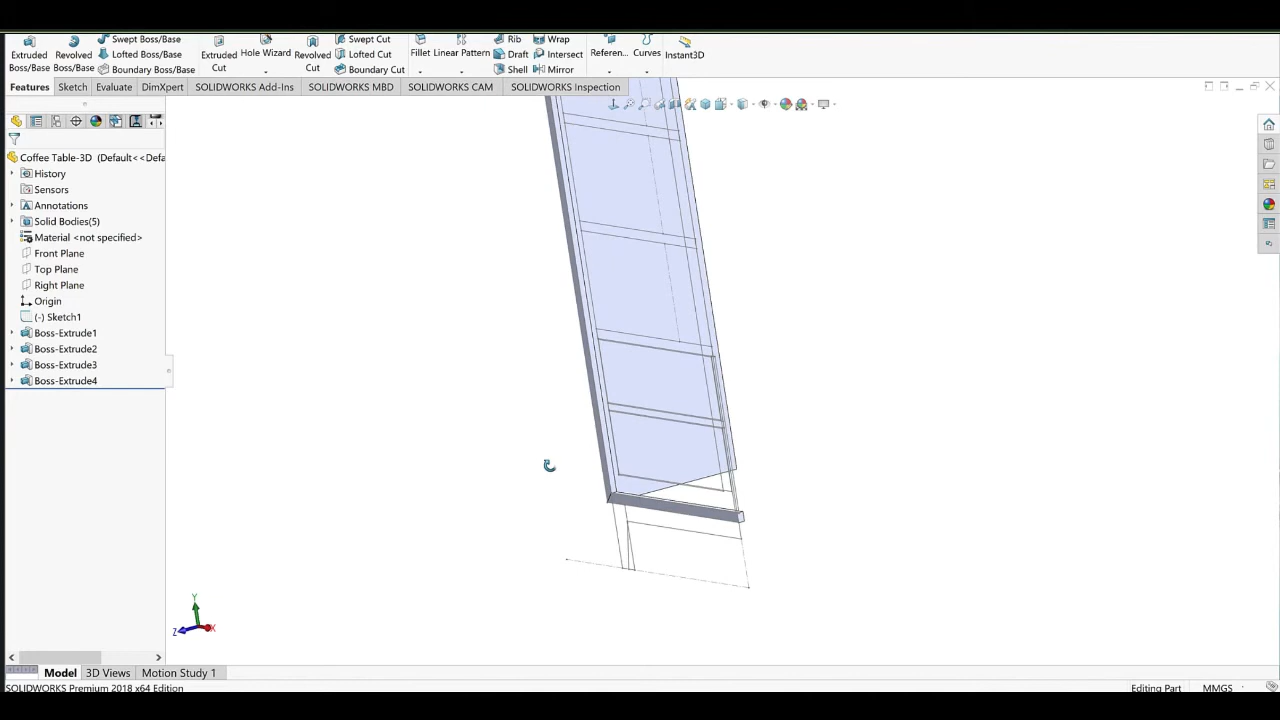 Swept Boss/Base Swept Cut Rib Wrap
Extruded Boss/Base Revolved Boss/Base Lofted Boss/Base Extruded Cut Hole Wizard Revolved Cut Lofted Cut Fillet Linear Pattern Draft Intersect Referen... Curves Instant3D
Boundary Boss/Base Boundary Cut Shell Mirror
Features Sketch Evaluate DimXpert SOLIDWORKS Add-Ins SOLIDWORKS MBD SOLIDWORKS CAM SOLIDWORKS Inspection
Coffee Table-3D (Default<<Defa
History
Sensors
Annotations
Solid Bodies(5)
Material <not specified>
Front Plane
Top Plane
Right Plane
Origin
(-) Sketch1
Boss-Extrude1
Boss-Extrude2
Boss-Extrude3
Boss-Extrude4
Y
Z X
Model 3D Views Motion Study 1
SOLIDWORKS Premium 2018 x64 Edition Editing Part MMGS